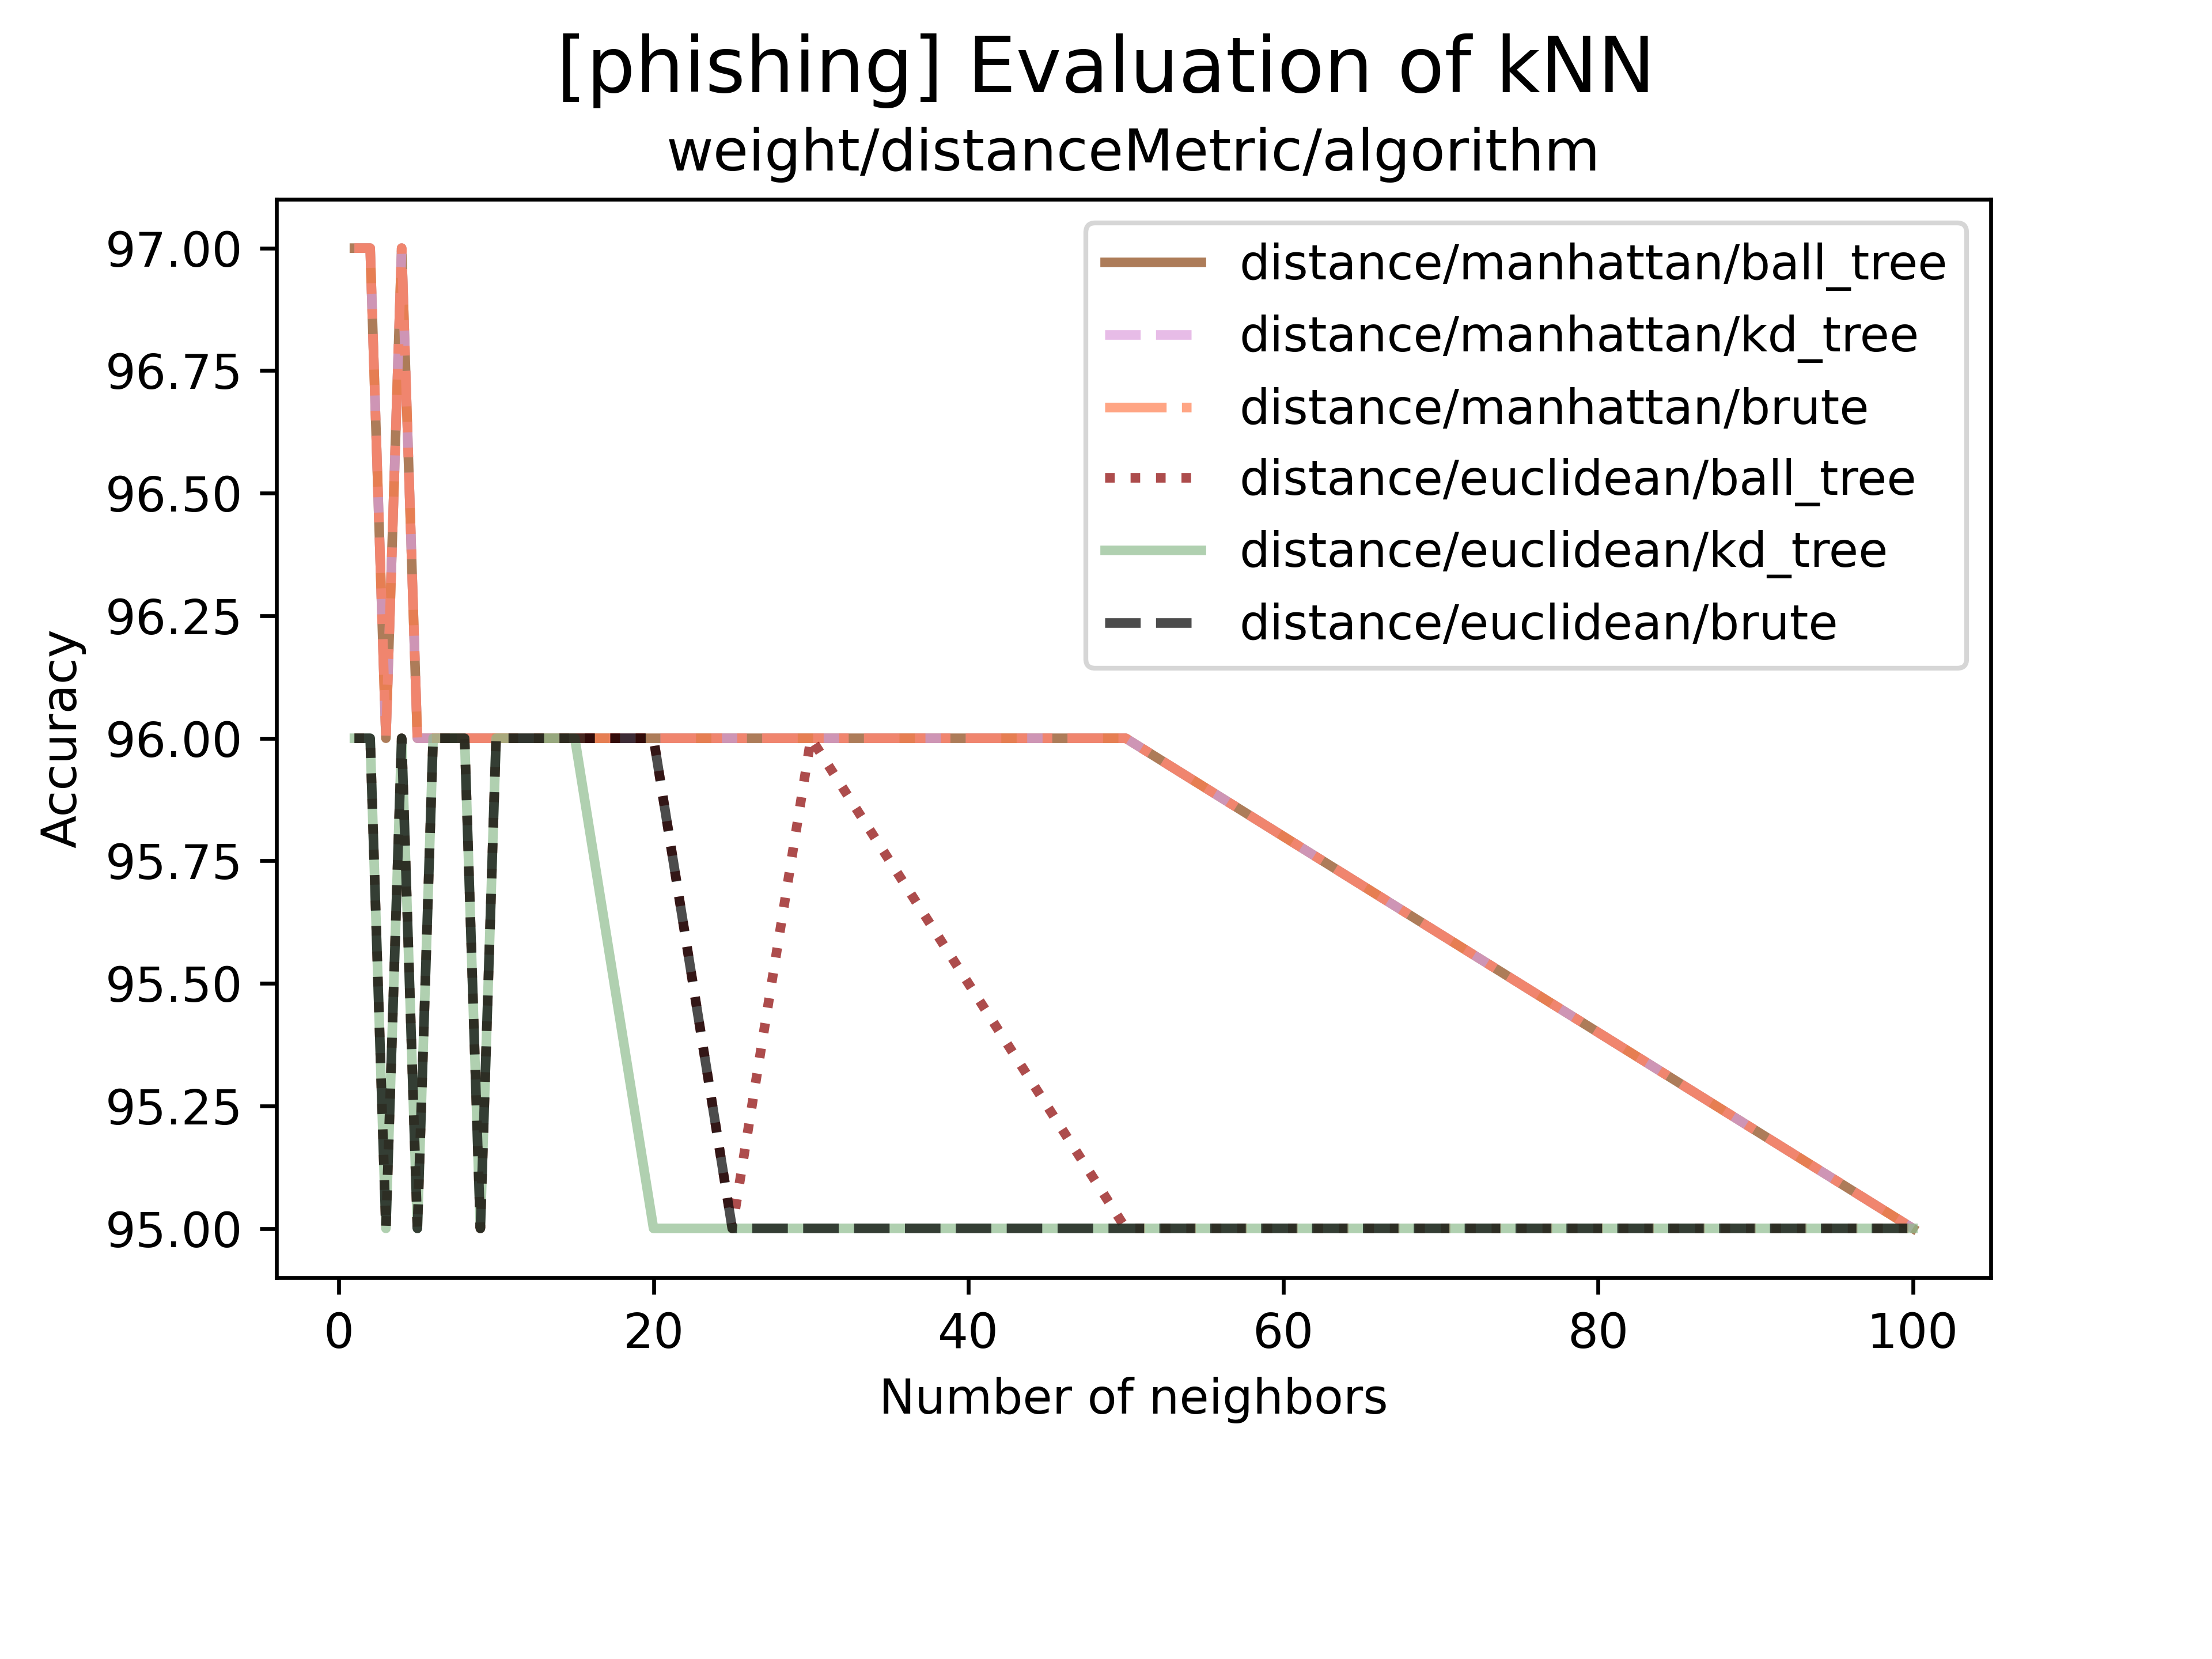 [phishing] Evaluation of kNN
weight/distanceMetric/algorithm
Accuracy
97.00
96.75
96.50
96.25
96.00
95.75
95.50
95.25
95.00
distance/manhattan/ball_tree
distance/manhattan/kd_tree
distance/manhattan/brute
distance/euclidean/ball_tree
distance/euclidean/kd_tree
distance/euclidean/brute
0 20 40 60 80 100
Number of neighbors